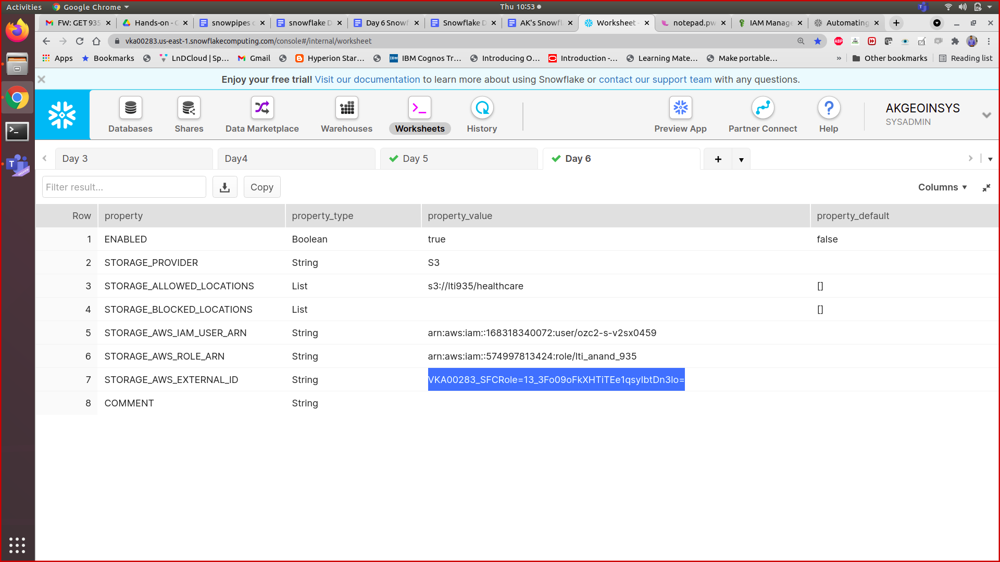 Activities Google Chrome Thu 10:53
FW: GET 935 Hands-on - snowpipes snowflake D Day 6 Snowf Snowflake D AK's Snowfl Worksheet - notepad.pw IAM Manage Automating
vka00283.us-east-1.snowflakecomputing.com/console#/internal/worksheet
Apps Bookmarks LnDCloud | Sp... Gmail Hyperion Star... IBM Cognos Tr... Introducing O... Introduction -... Learning Mate... Make portable... » Other bookmarks Reading list
Enjoy your free trial! Visit our documentation to learn more about using Snowflake or contact our support team with any questions.
Databases Shares Data Marketplace Warehouses Worksheets History Preview App Partner Connect Help
AKGEOINSYS
SYSADMIN
Day 3 Day4 Day 5 Day 6
Filter result... Copy Columns
Row property property_type property_value property_default
1 ENABLED Boolean true false
2 STORAGE_PROVIDER String S3
3 STORAGE_ALLOWED_LOCATIONS List s3://lti935/healthcare []
4 STORAGE_BLOCKED_LOCATIONS List []
5 STORAGE_AWS_IAM_USER_ARN String arn:aws:iam::168318340072:user/ozc2-s-v2sx0459
6 STORAGE_AWS_ROLE_ARN String arn:aws:iam::574997813424:role/lti_anand_935
7 STORAGE_AWS_EXTERNAL_ID String VKA00283_SFCRole=13_3Fo09oFkXHTiTEe1qsyIbtDn3lo=
8 COMMENT String